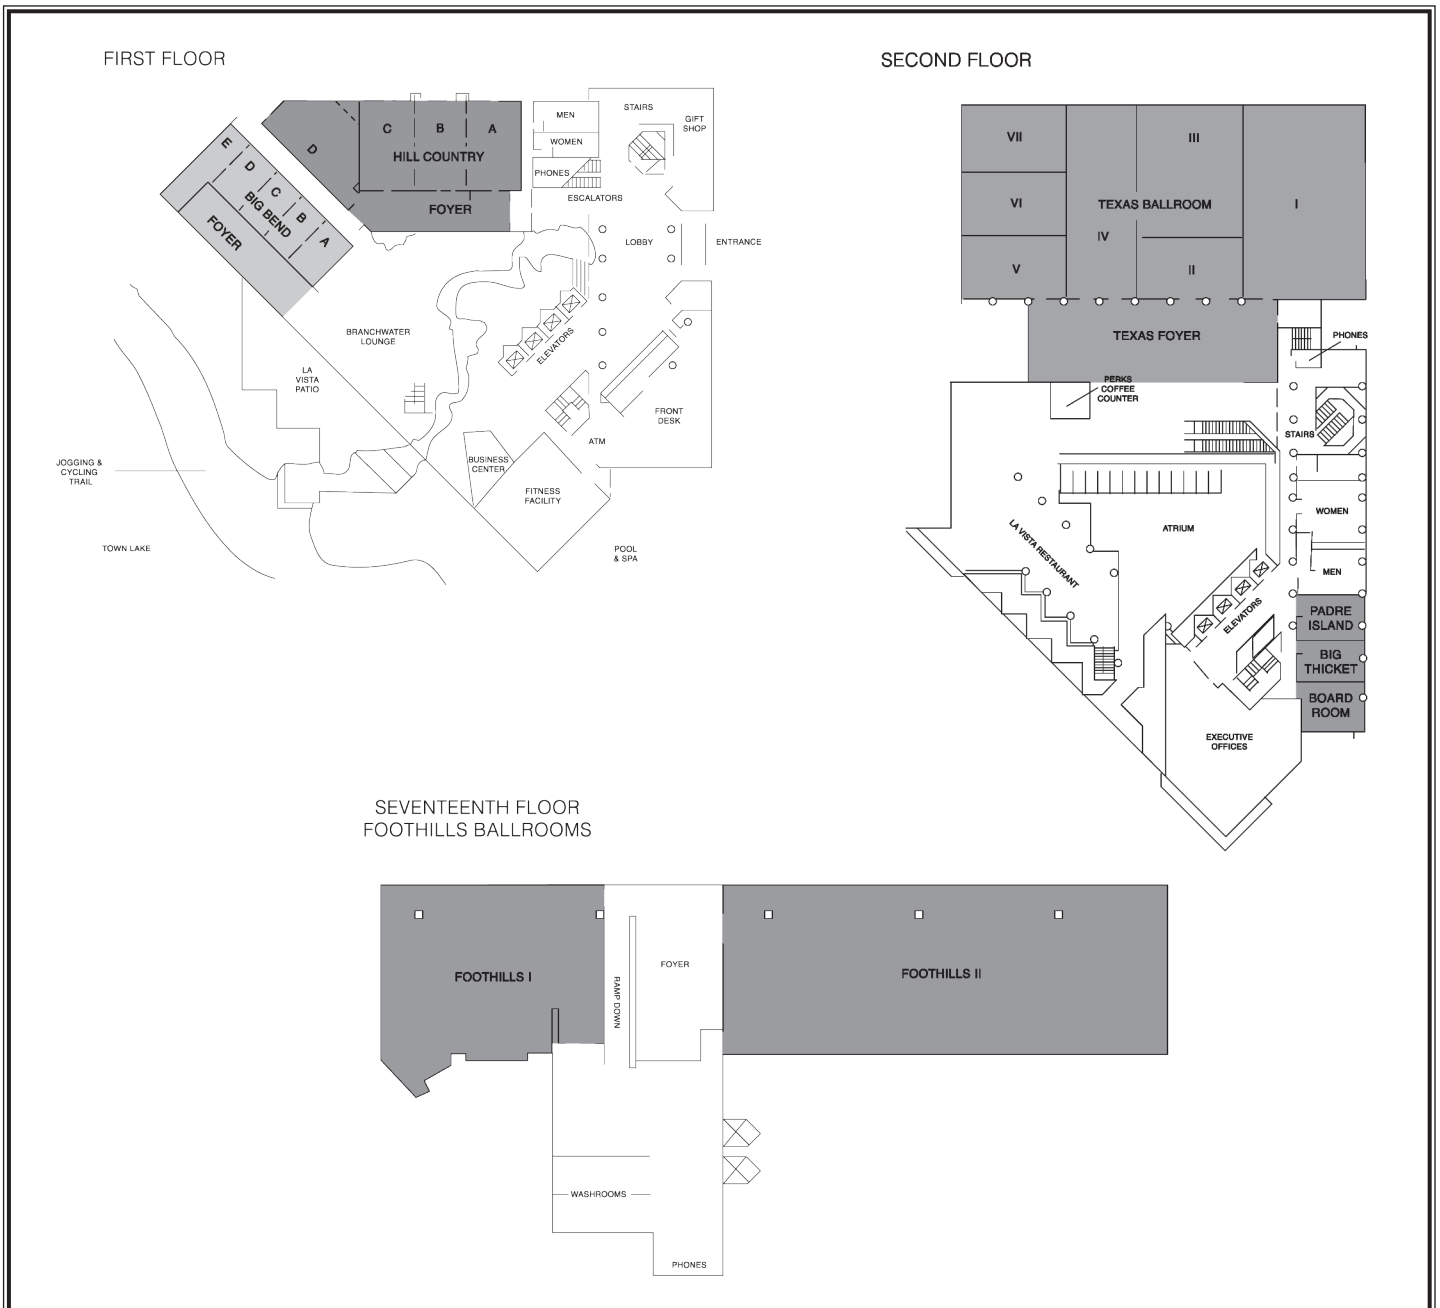 FIRST FLOOR
MEN
WOMEN
PHONES
STAIRS
GIFT
SHOP
ESCALATORS
LOBBY
ENTRANCE
C
B
A
D
HILL COUNTRY
FOYER
E
D
C
B
A
BIG BEND
FOYER
BRANCHWATER
LOUNGE
ELEVATORS
LA
VISTA
PATIO
FRONT
DESK
ATM
BUSINESS
CENTER
FITNESS
FACILITY
JOGGING &
CYCLING
TRAIL
TOWN LAKE
POOL
& SPA
SECOND FLOOR
VII
III
VI
TEXAS BALLROOM
I
IV
V
II
TEXAS FOYER
PHONES
PERKS
COFFEE
COUNTER
STAIRS
WOMEN
ATRIUM
LA VISTA RESTAURANT
MEN
ELEVATORS
PADRE
ISLAND
BIG
THICKET
BOARD
ROOM
EXECUTIVE
OFFICES
SEVENTEENTH FLOOR
FOOTHILLS BALLROOMS
FOOTHILLS I
RAMP DOWN
FOYER
FOOTHILLS II
WASHROOMS
PHONES